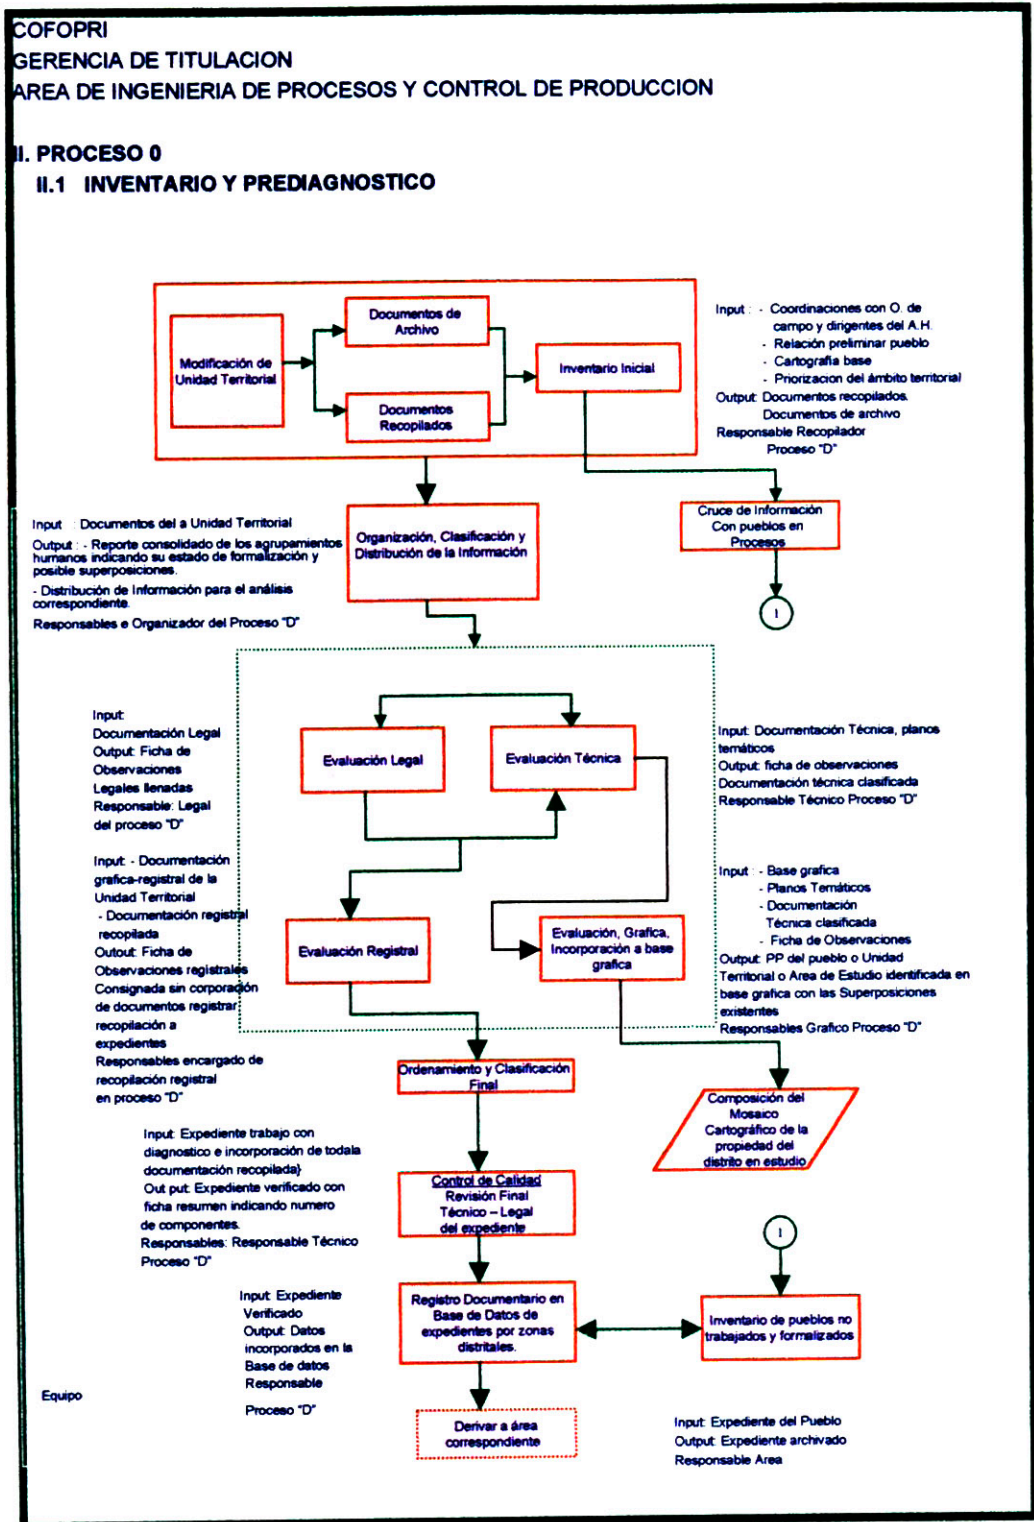 COFOPRI
GERENCIA DE TITULACION
AREA DE INGENIERIA DE PROCESOS Y CONTROL DE PRODUCCION
II. PROCESO 0
II.1 INVENTARIO Y PREDIAGNOSTICO
Modificación de
Unidad Territorial
Documentos de
Archivo
Documentos
Recopilados
Inventario Inicial
Input : - Coordinaciones con O. de
campo y dirigentes del A.H.
- Relación preliminar pueblo
- Cartografía base
- Priorizacion del ámbito territorial
Output: Documentos recopilados.
Documentos de archivo
Responsable Recopilador
Proceso "D"
Cruce de Información
Con pueblos en
Procesos
1
Input : Documentos del a Unidad Territorial
Output : - Reporte consolidado de los agrupamientos
humanos indicando su estado de formalización y
posible superposiciones.
- Distribución de Información para el análisis
correspondiente.
Responsables e Organizador del Proceso "D"
Organización, Clasificación y
Distribución de la Información
Input:
Documentación Legal
Output: Ficha de
Observaciones
Legales llenadas
Responsable: Legal
del proceso "D"
Evaluación Legal
Evaluación Técnica
Input: Documentación Técnica, planos
temáticos
Output: ficha de observaciones
Documentación técnica clasificada
Responsable Técnico Proceso "D"
Input: - Documentación
grafica-registral de la
Unidad Territorial
- Documentación registral
recopilada
Outout: Ficha de
Observaciones registrales
Consignada sin corporación
de documentos registrar
recopilación a
expedientes
Responsables encargado de
recopilación registral
en proceso "D"
Evaluación Registral
Evaluación, Grafica,
Incorporación a base
grafica
Input : - Base grafica
- Planos Temáticos
- Documentación
Técnica clasificada
- Ficha de Observaciones
Output: PP del pueblo o Unidad
Territorial o Area de Estudio identificada en
base grafica con las Superposiciones
existentes
Responsables Grafico Proceso "D"
Ordenamiento y Clasificación
Final
Composición del
Mosaico
Cartográfico de la
propiedad del
distrito en estudio
Input: Expediente trabajo con
diagnostico e incorporación de todala
documentación recopilada}
Out put: Expediente verificado con
ficha resumen indicando numero
de componentes.
Responsables: Responsable Técnico
Proceso "D"
Control de Calidad
Revisión Final
Técnico – Legal
del expediente
1
Input: Expediente
Verificado
Output: Datos
incorporados en la
Base de datos
Responsable
Proceso "D"
Equipo
Registro Documentario en
Base de Datos de
expedientes por zonas
distritales.
Inventario de pueblos no
trabajados y formalizados
Derivar a área
correspondiente
Input: Expediente del Pueblo
Output: Expediente archivado
Responsable Area